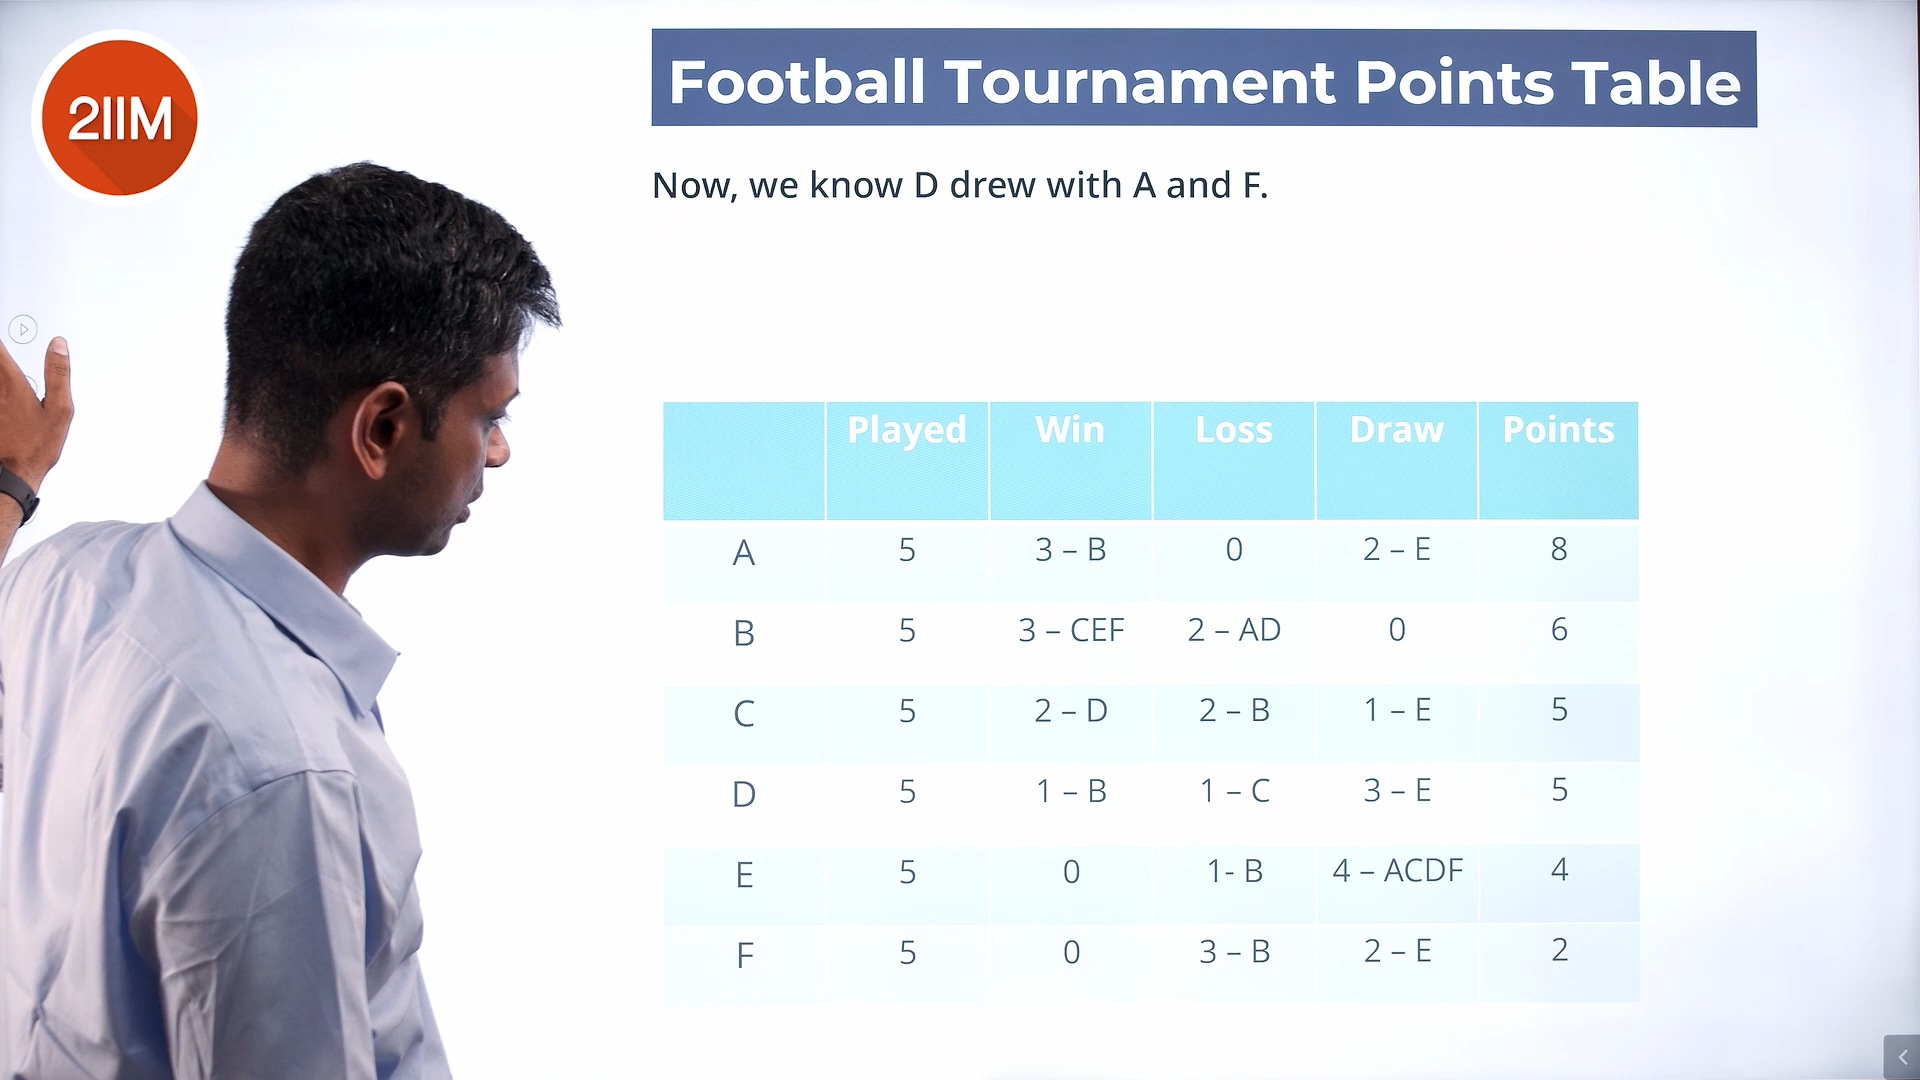 2IIM
Football Tournament Points Table
Now, we know D drew with A and F.
Played Win Loss Draw Points
A 5 3 – B 0 2 – E 8
B 5 3 – CEF 2 – AD 0 6
C 5 2 – D 2 – B 1 – E 5
D 5 1 – B 1 – C 3 – E 5
E 5 0 1- B 4 – ACDF 4
F 5 0 3 – B 2 – E 2